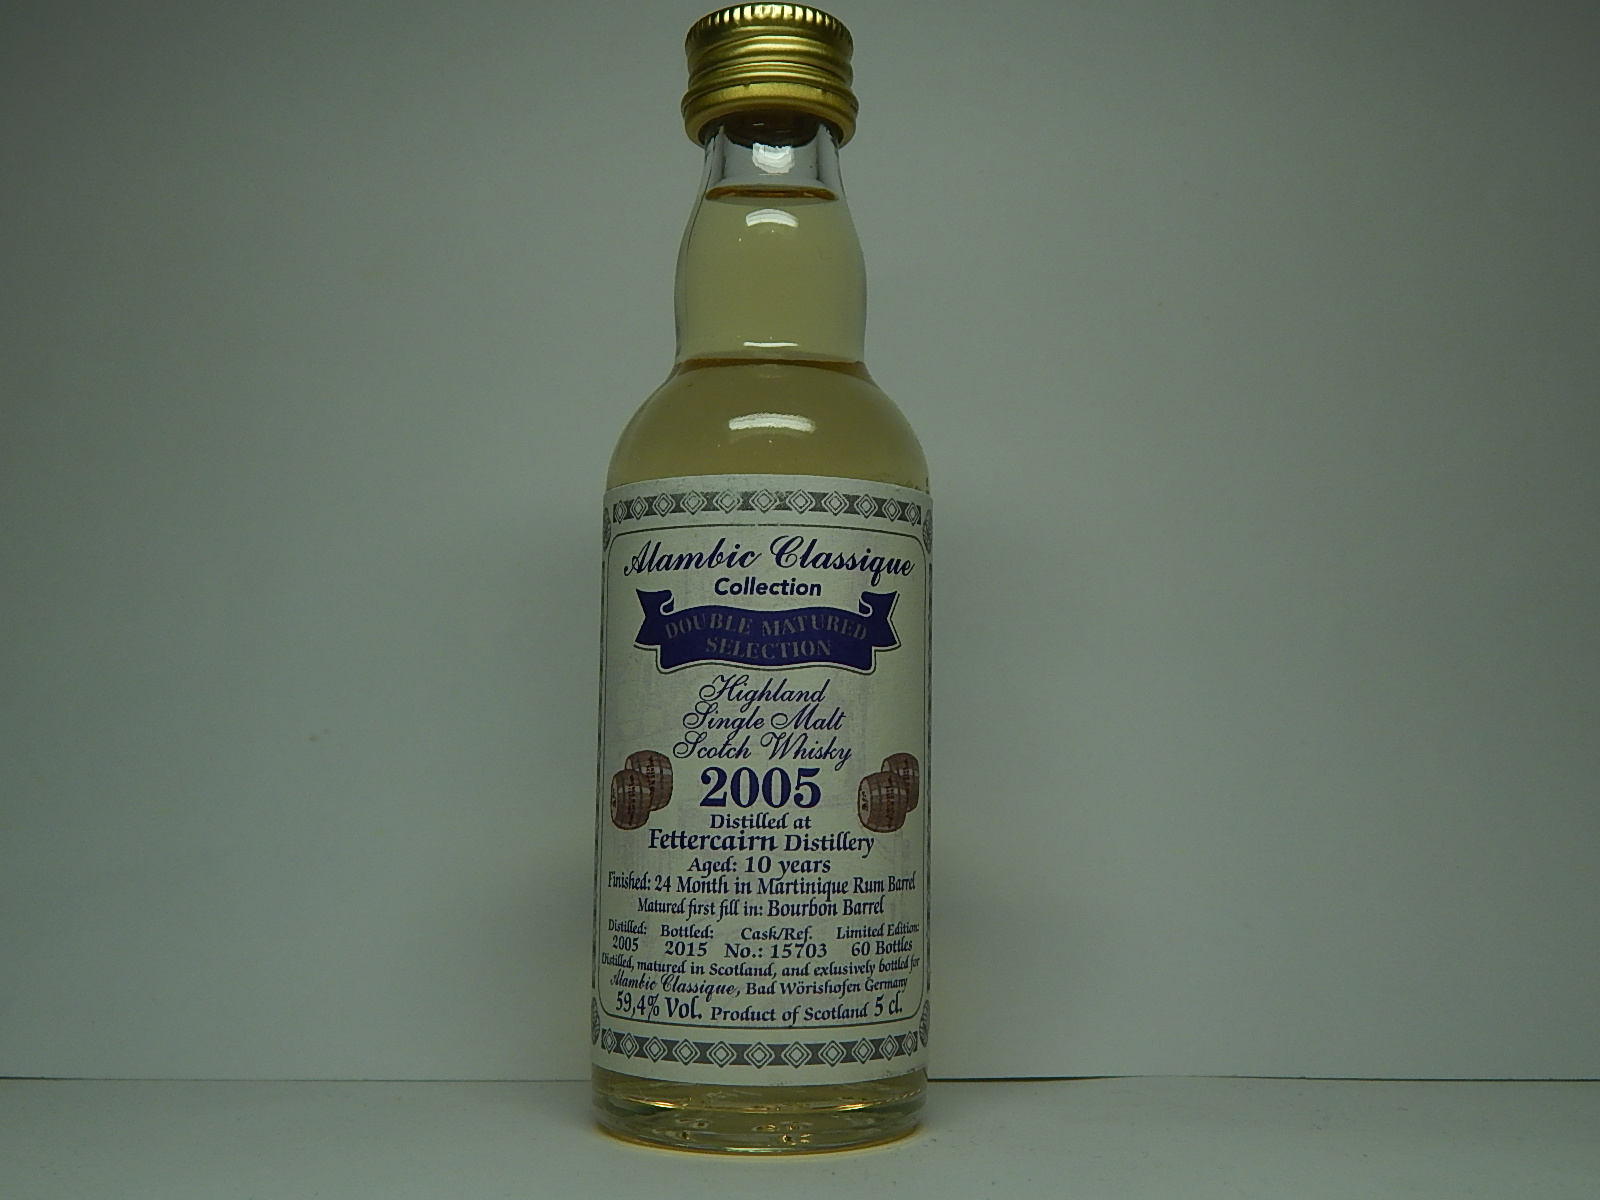 Alambic Classique
Collection
DOUBLE MATURED
SELECTION
Highland
Single Malt
Scotch Whisky
2005
Distilled at
Fettercairn Distillery
Aged: 10 years
Finished: 24 Month in Martinique Rum Barrel
Matured first fill in: Bourbon Barrel
Distilled: Bottled: Cask/Ref. Limited Edition:
2005 2015 No.: 15703 60 Bottles
Distilled, matured in Scotland, and exlusively bottled for
Alambic Classique, Bad Wörishofen Germany
59,4% Vol. Product of Scotland 5 cl.